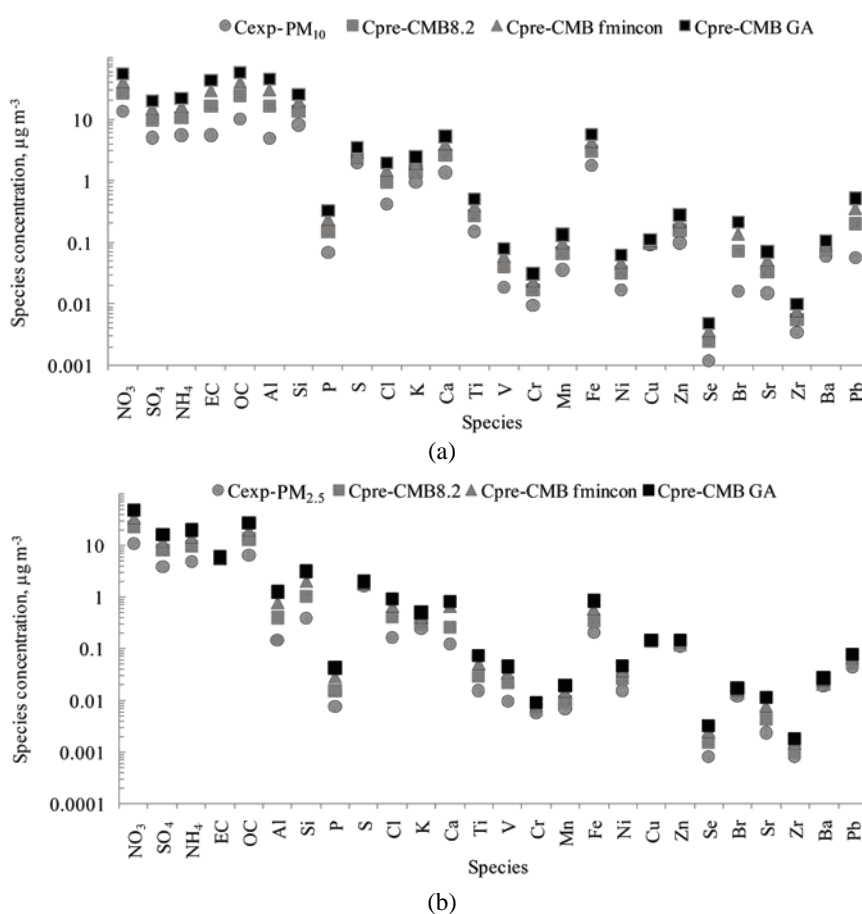 Cexp-PM₁₀ Cpre-CMB8.2 Cpre-CMB fmincon Cpre-CMB GA
Species concentration, µg m⁻³
10
1
0.1
0.01
0.001
NO₃ SO₄ NH₄ EC OC Al Si P S Cl K Ca Ti V Cr Mn Fe Ni Cu Zn Se Br Sr Zr Ba Pb
Species
(a)
Cexp-PM₂.₅ Cpre-CMB8.2 Cpre-CMB fmincon Cpre-CMB GA
Species concentration, µg m⁻³
10
1
0.1
0.01
0.001
0.0001
NO₃ SO₄ NH₄ EC OC Al Si P S Cl K Ca Ti V Cr Mn Fe Ni Cu Zn Se Br Sr Zr Ba Pb
Species
(b)